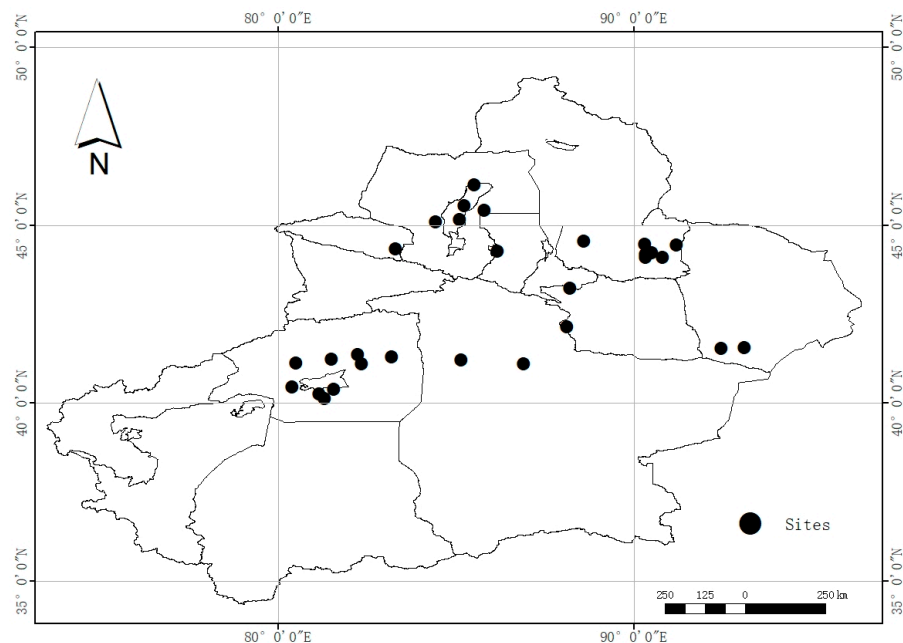 80° 0′0″E 90° 0′0″E
50° 0′0″N 50° 0′0″N
N
45° 0′0″N 45° 0′0″N
40° 0′0″N 40° 0′0″N
Sites
35° 0′0″N 35° 0′0″N
250 125 0 250 km
80° 0′0″E 90° 0′0″E